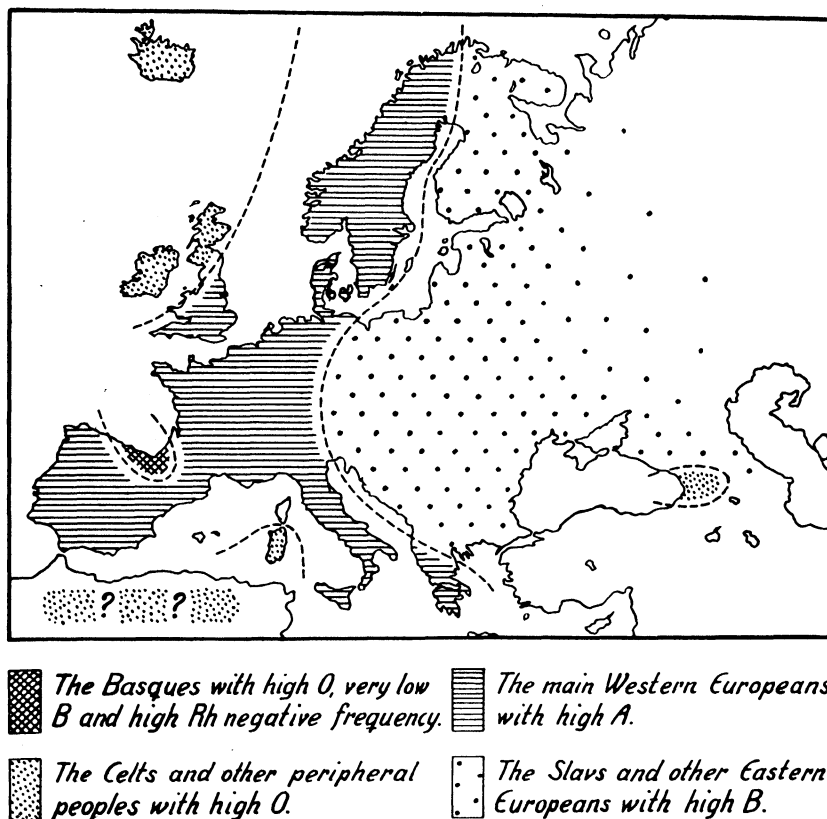 ? ?
The Basques with high O, very low
B and high Rh negative frequency.
The Celts and other peripheral
peoples with high O.
The main Western Europeans
with high A.
The Slavs and other Eastern
Europeans with high B.